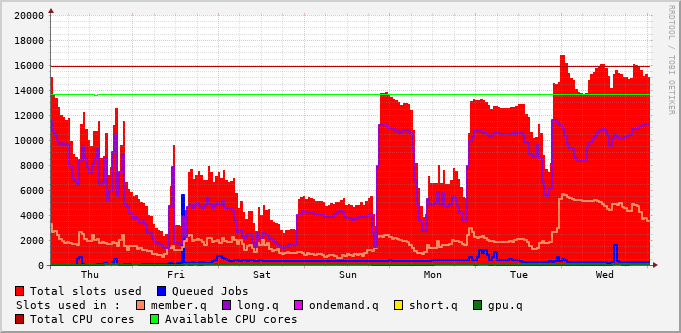 20000
18000
16000
14000
12000
10000
8000
6000
4000
2000
0
Thu Fri Sat Sun Mon Tue Wed
RRDTOOL / TOBI OETIKER
Total slots used Queued Jobs
Slots used in : member.q long.q ondemand.q short.q gpu.q
Total CPU cores Available CPU cores